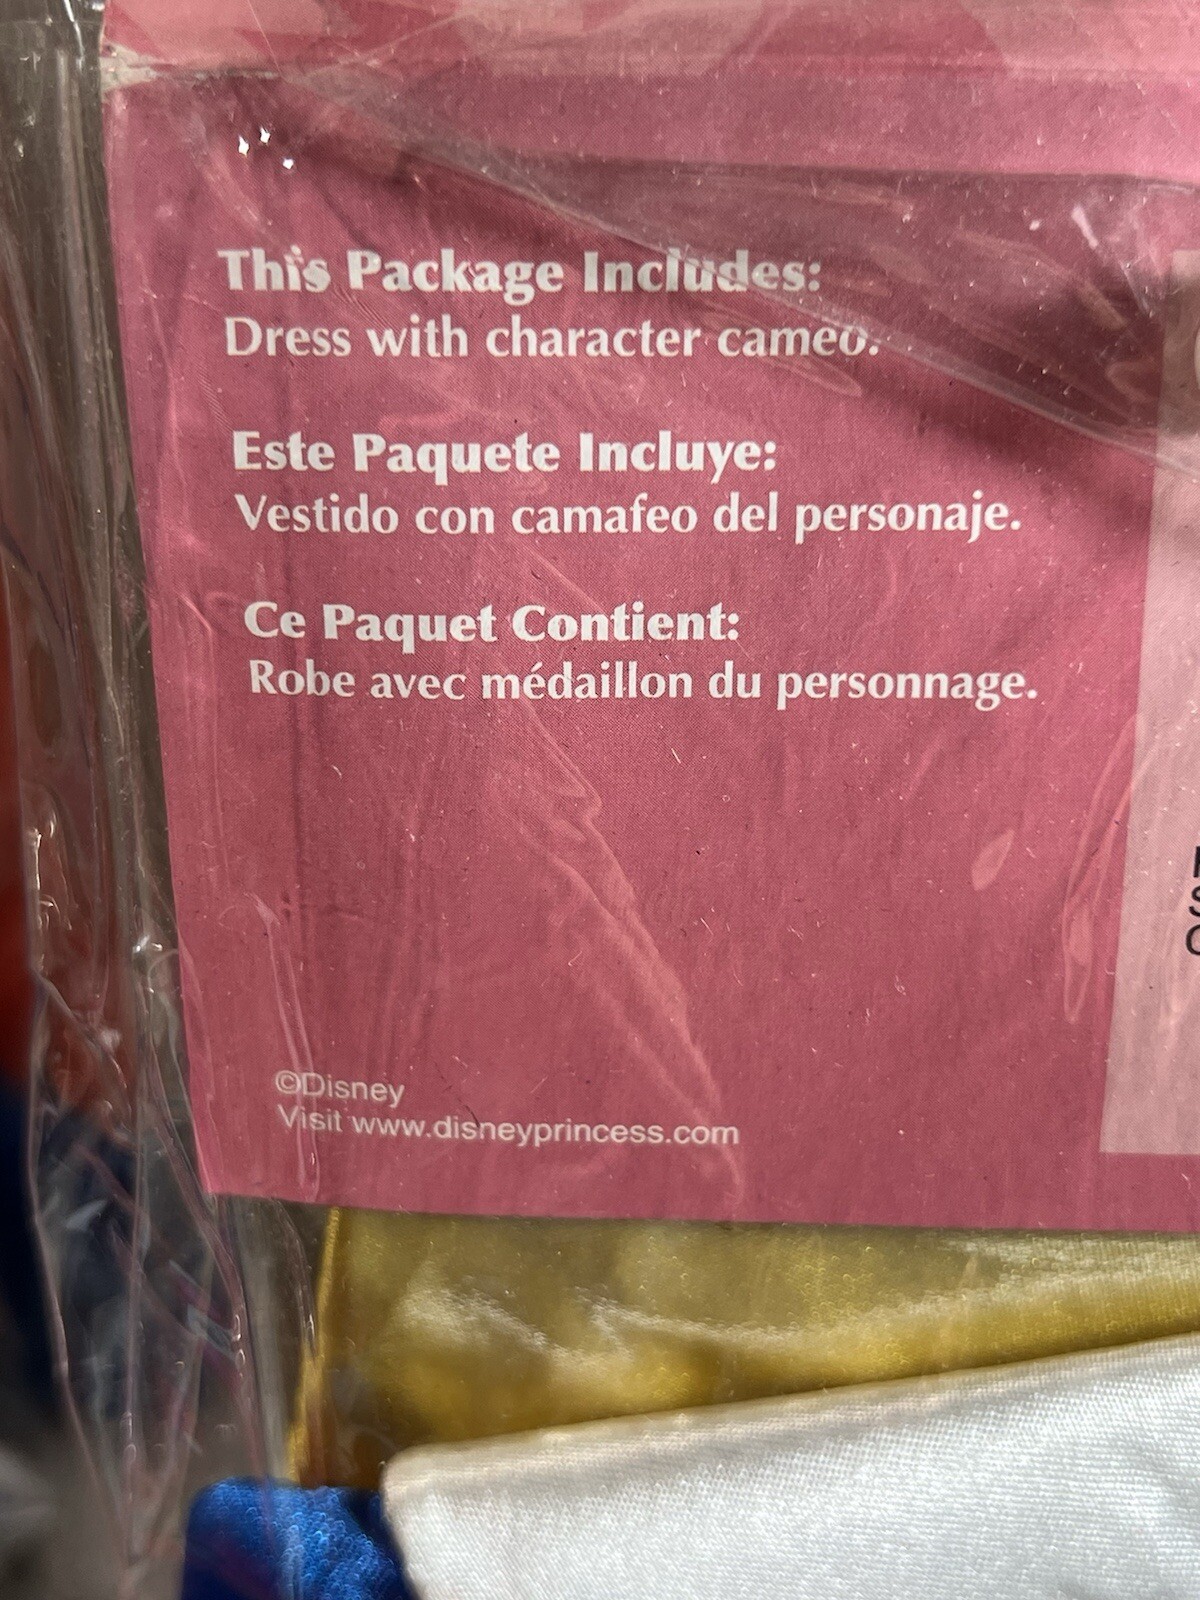 This Package Includes:
Dress with character cameo.
Este Paquete Incluye:
Vestido con camafeo del personaje.
Ce Paquet Contient:
Robe avec médaillon du personnage.
©Disney
Visit www.disneyprincess.com